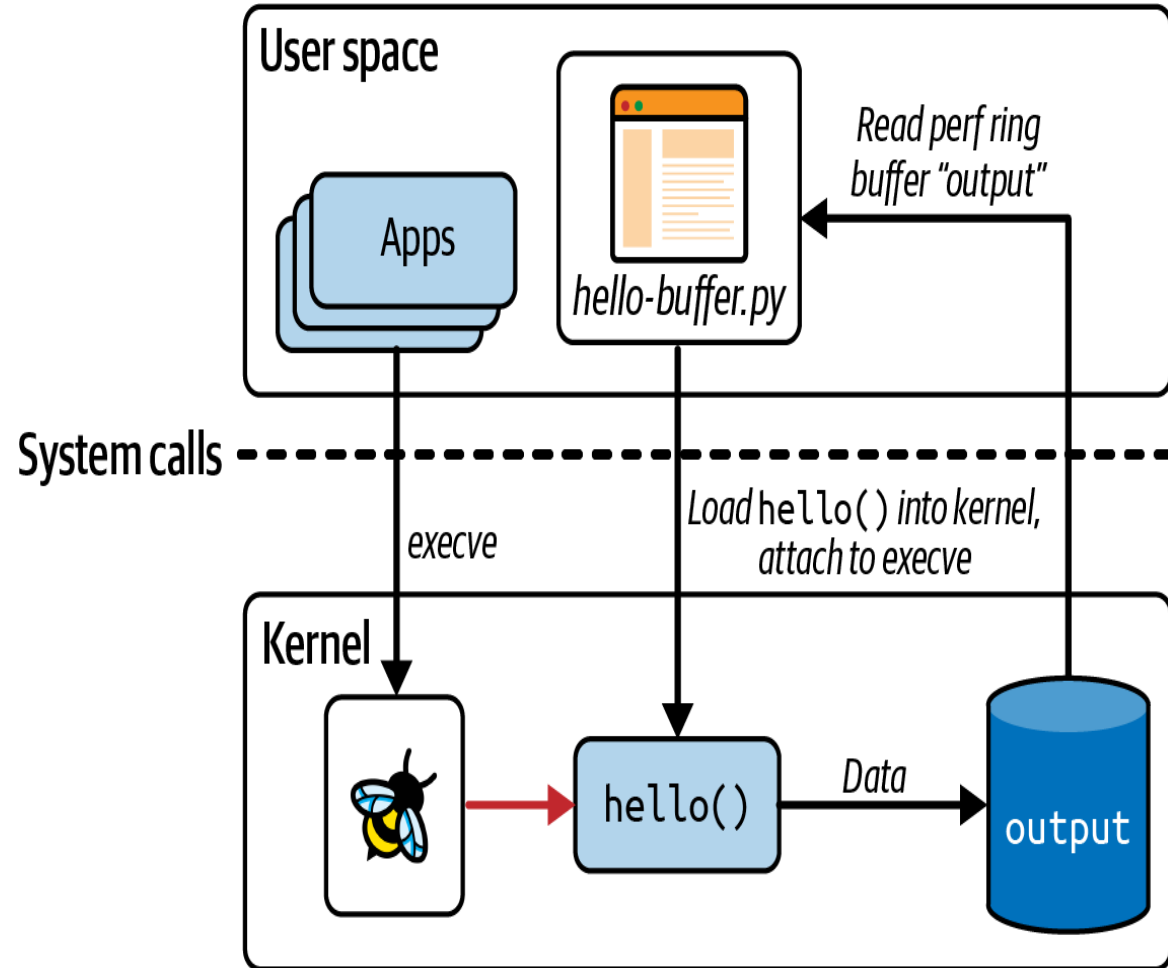 User space
Read perf ring
buffer “output”
Apps
hello-buffer.py
System calls
Load hello() into kernel,
attach to execve
execve
Kernel
hello()
Data
output